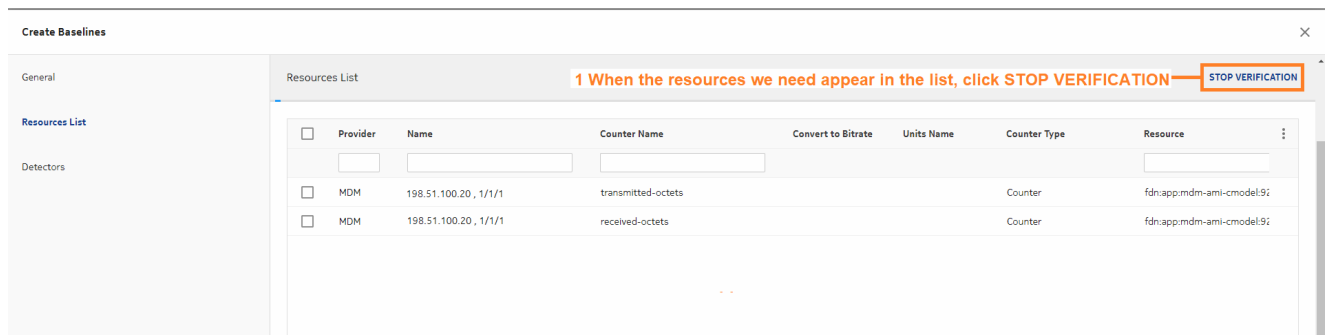 Create Baselines
General
Resources List
Detectors
Resources List
1 When the resources we need appear in the list, click STOP VERIFICATION
STOP VERIFICATION
Provider Name Counter Name Convert to Bitrate Units Name Counter Type Resource
MDM 198.51.100.20 , 1/1/1 transmitted-octets Counter fdn:app:mdm-ami-cmodel:92
MDM 198.51.100.20 , 1/1/1 received-octets Counter fdn:app:mdm-ami-cmodel:92